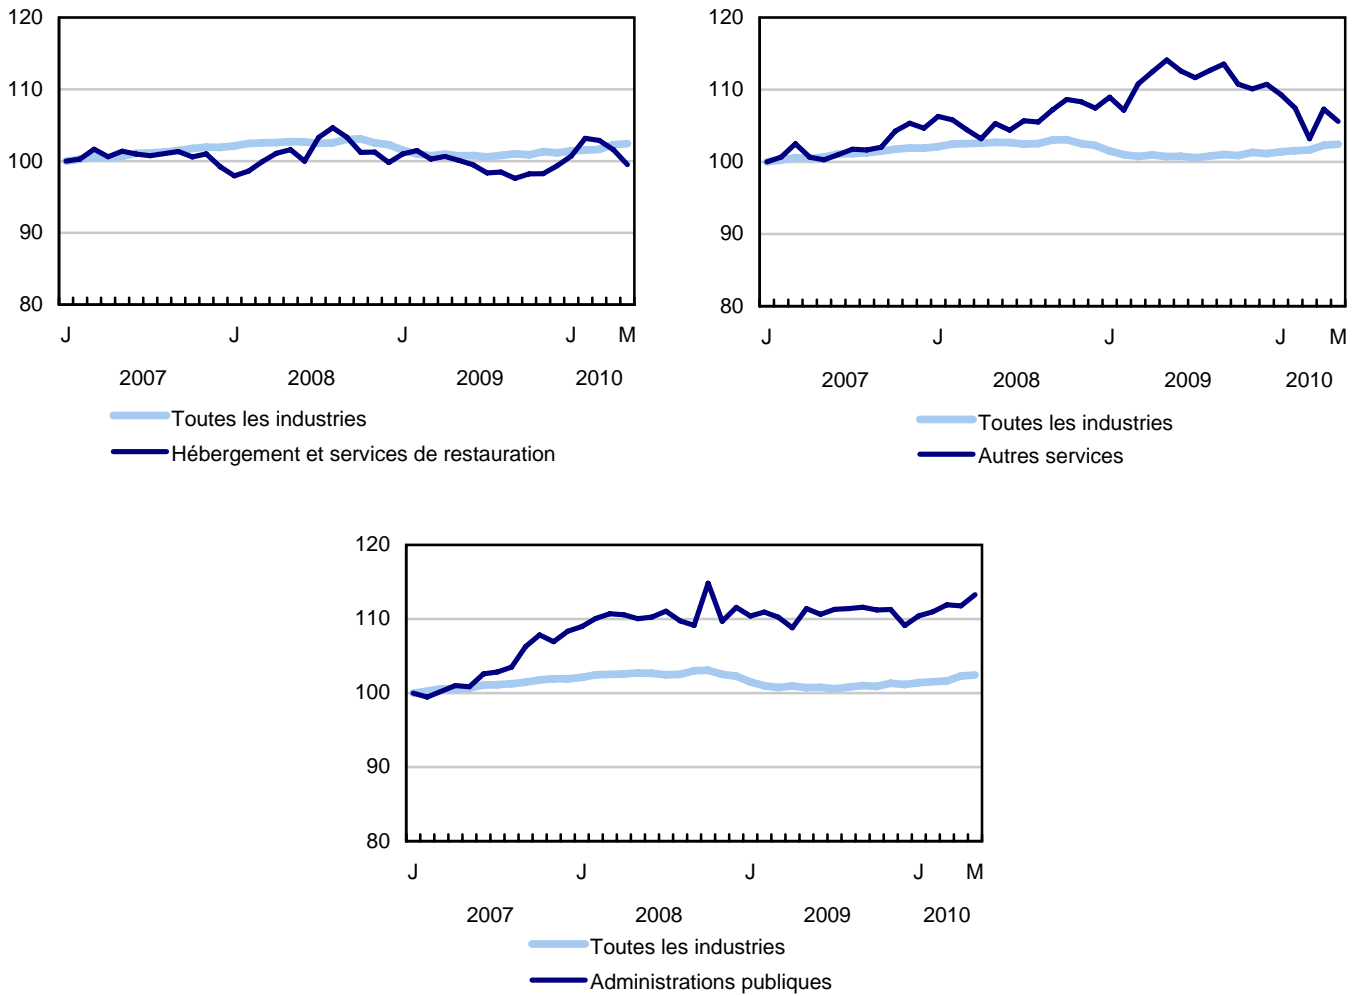 120
110
100
90
80
J J J J M
2007 2008 2009 2010
Toutes les industries
Hébergement et services de restauration
120
110
100
90
80
J J J J M
2007 2008 2009 2010
Toutes les industries
Autres services
120
110
100
90
80
J J J J M
2007 2008 2009 2010
Toutes les industries
Administrations publiques